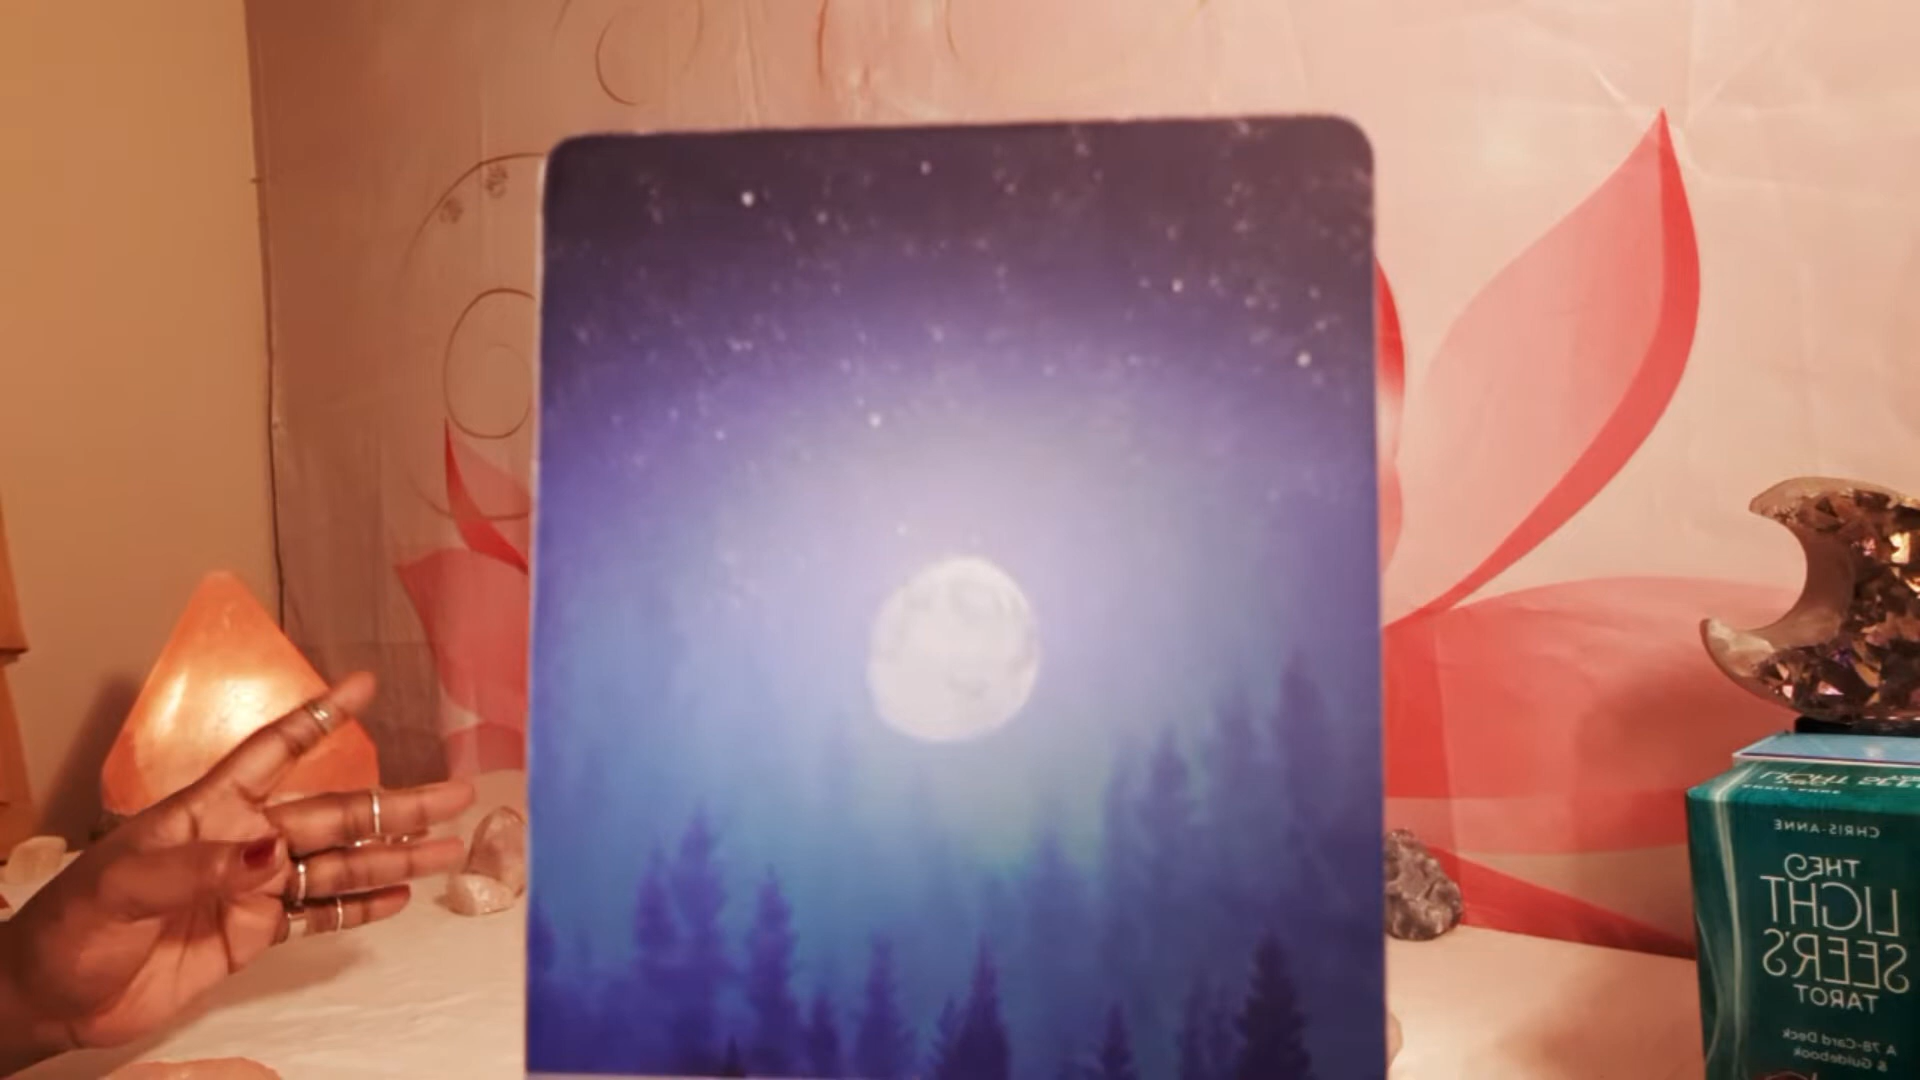 CHRIS-ANNE
THE
LIGHT
SEER'S
TAROT
A 78-Card Deck
& Guidebook